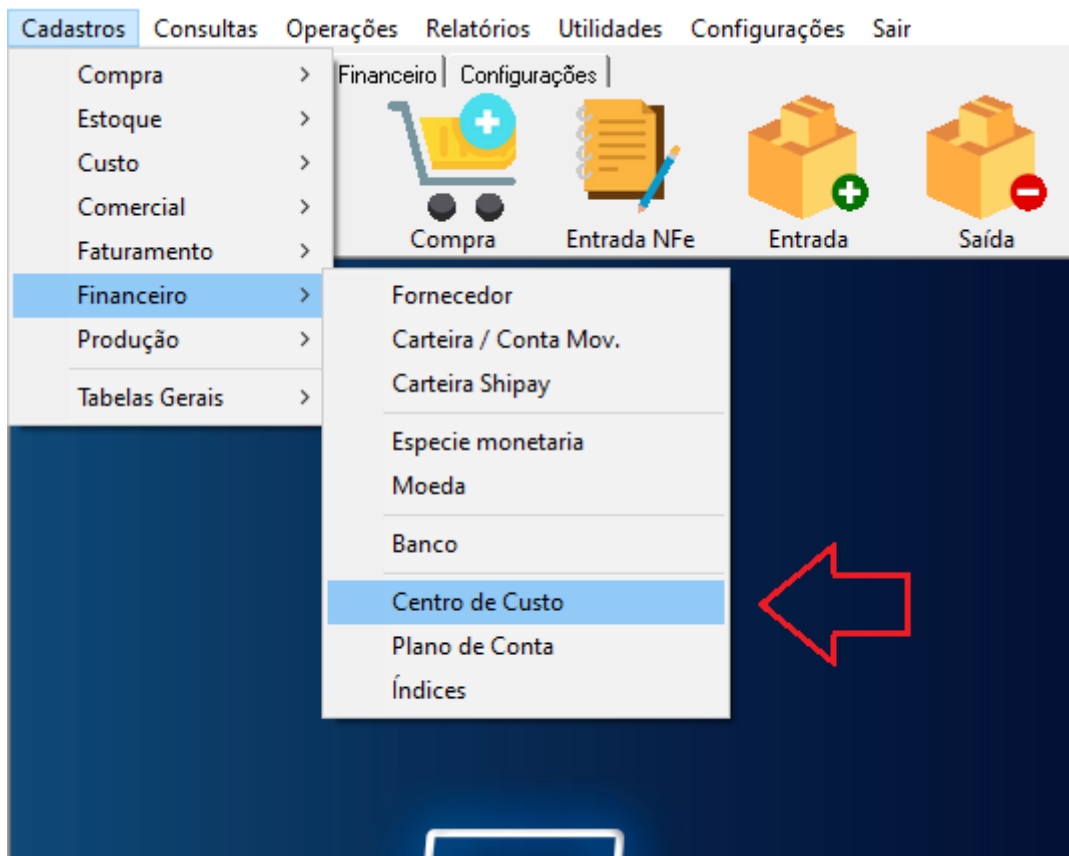 Cadastros Consultas Operações Relatórios Utilidades Configurações Sair
Financeiro Configurações
Compra Entrada NFe Entrada Saída
Compra
Estoque
Custo
Comercial
Faturamento
Financeiro
Produção
Tabelas Gerais
Fornecedor
Carteira / Conta Mov.
Carteira Shipay
Especie monetaria
Moeda
Banco
Centro de Custo
Plano de Conta
Índices